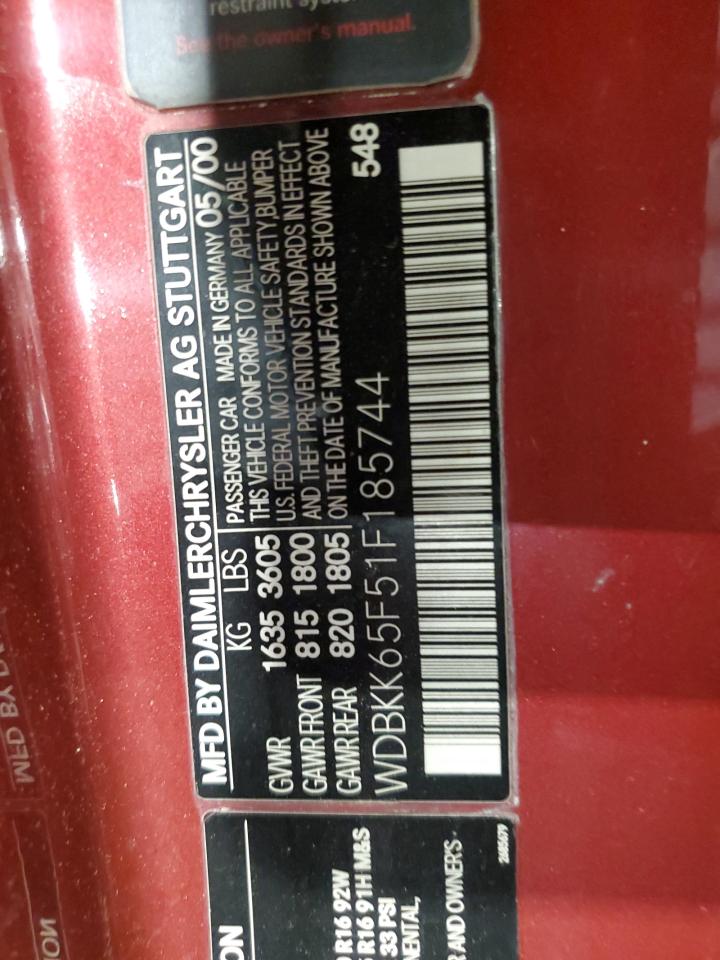 restraint
See the owner's manual.
MFD BY DAIMLERCHRYSLER AG STUTTGART
KG LBS
PASSENGER CAR MADE IN GERMANY 05/00
THIS VEHICLE CONFORMS TO ALL APPLICABLE
GVWR 1635 3605
U.S. FEDERAL MOTOR VEHICLE SAFETY,BUMPER
GAWR FRONT 815 1800
AND THEFT PREVENTION STANDARDS IN EFFECT
GAWR REAR 820 1805
ON THE DATE OF MANUFACTURE SHOWN ABOVE
WDBKK65F51F185744
548
R16 92W
R16 91H M&S
33 PSI
AND OWNER'S
MFD BY